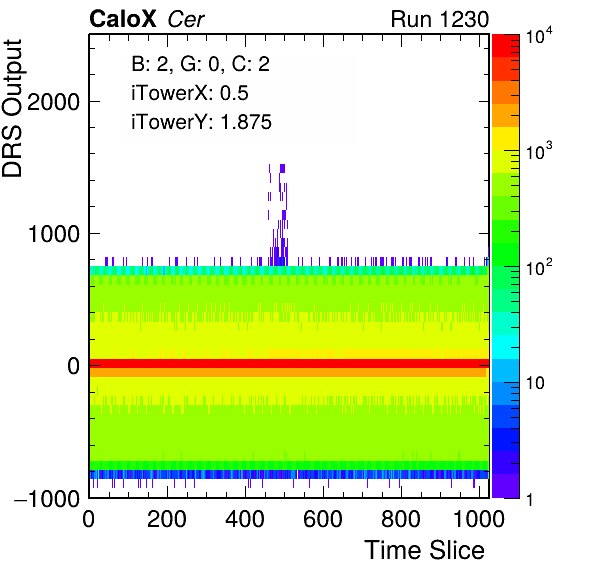 CaloX Cer Run 1230
B: 2, G: 0, C: 2
iTowerX: 0.5
iTowerY: 1.875
DRS Output
2000
1000
0
−1000
0 200 400 600 800 1000
Time Slice
10⁴
10³
10²
10
1